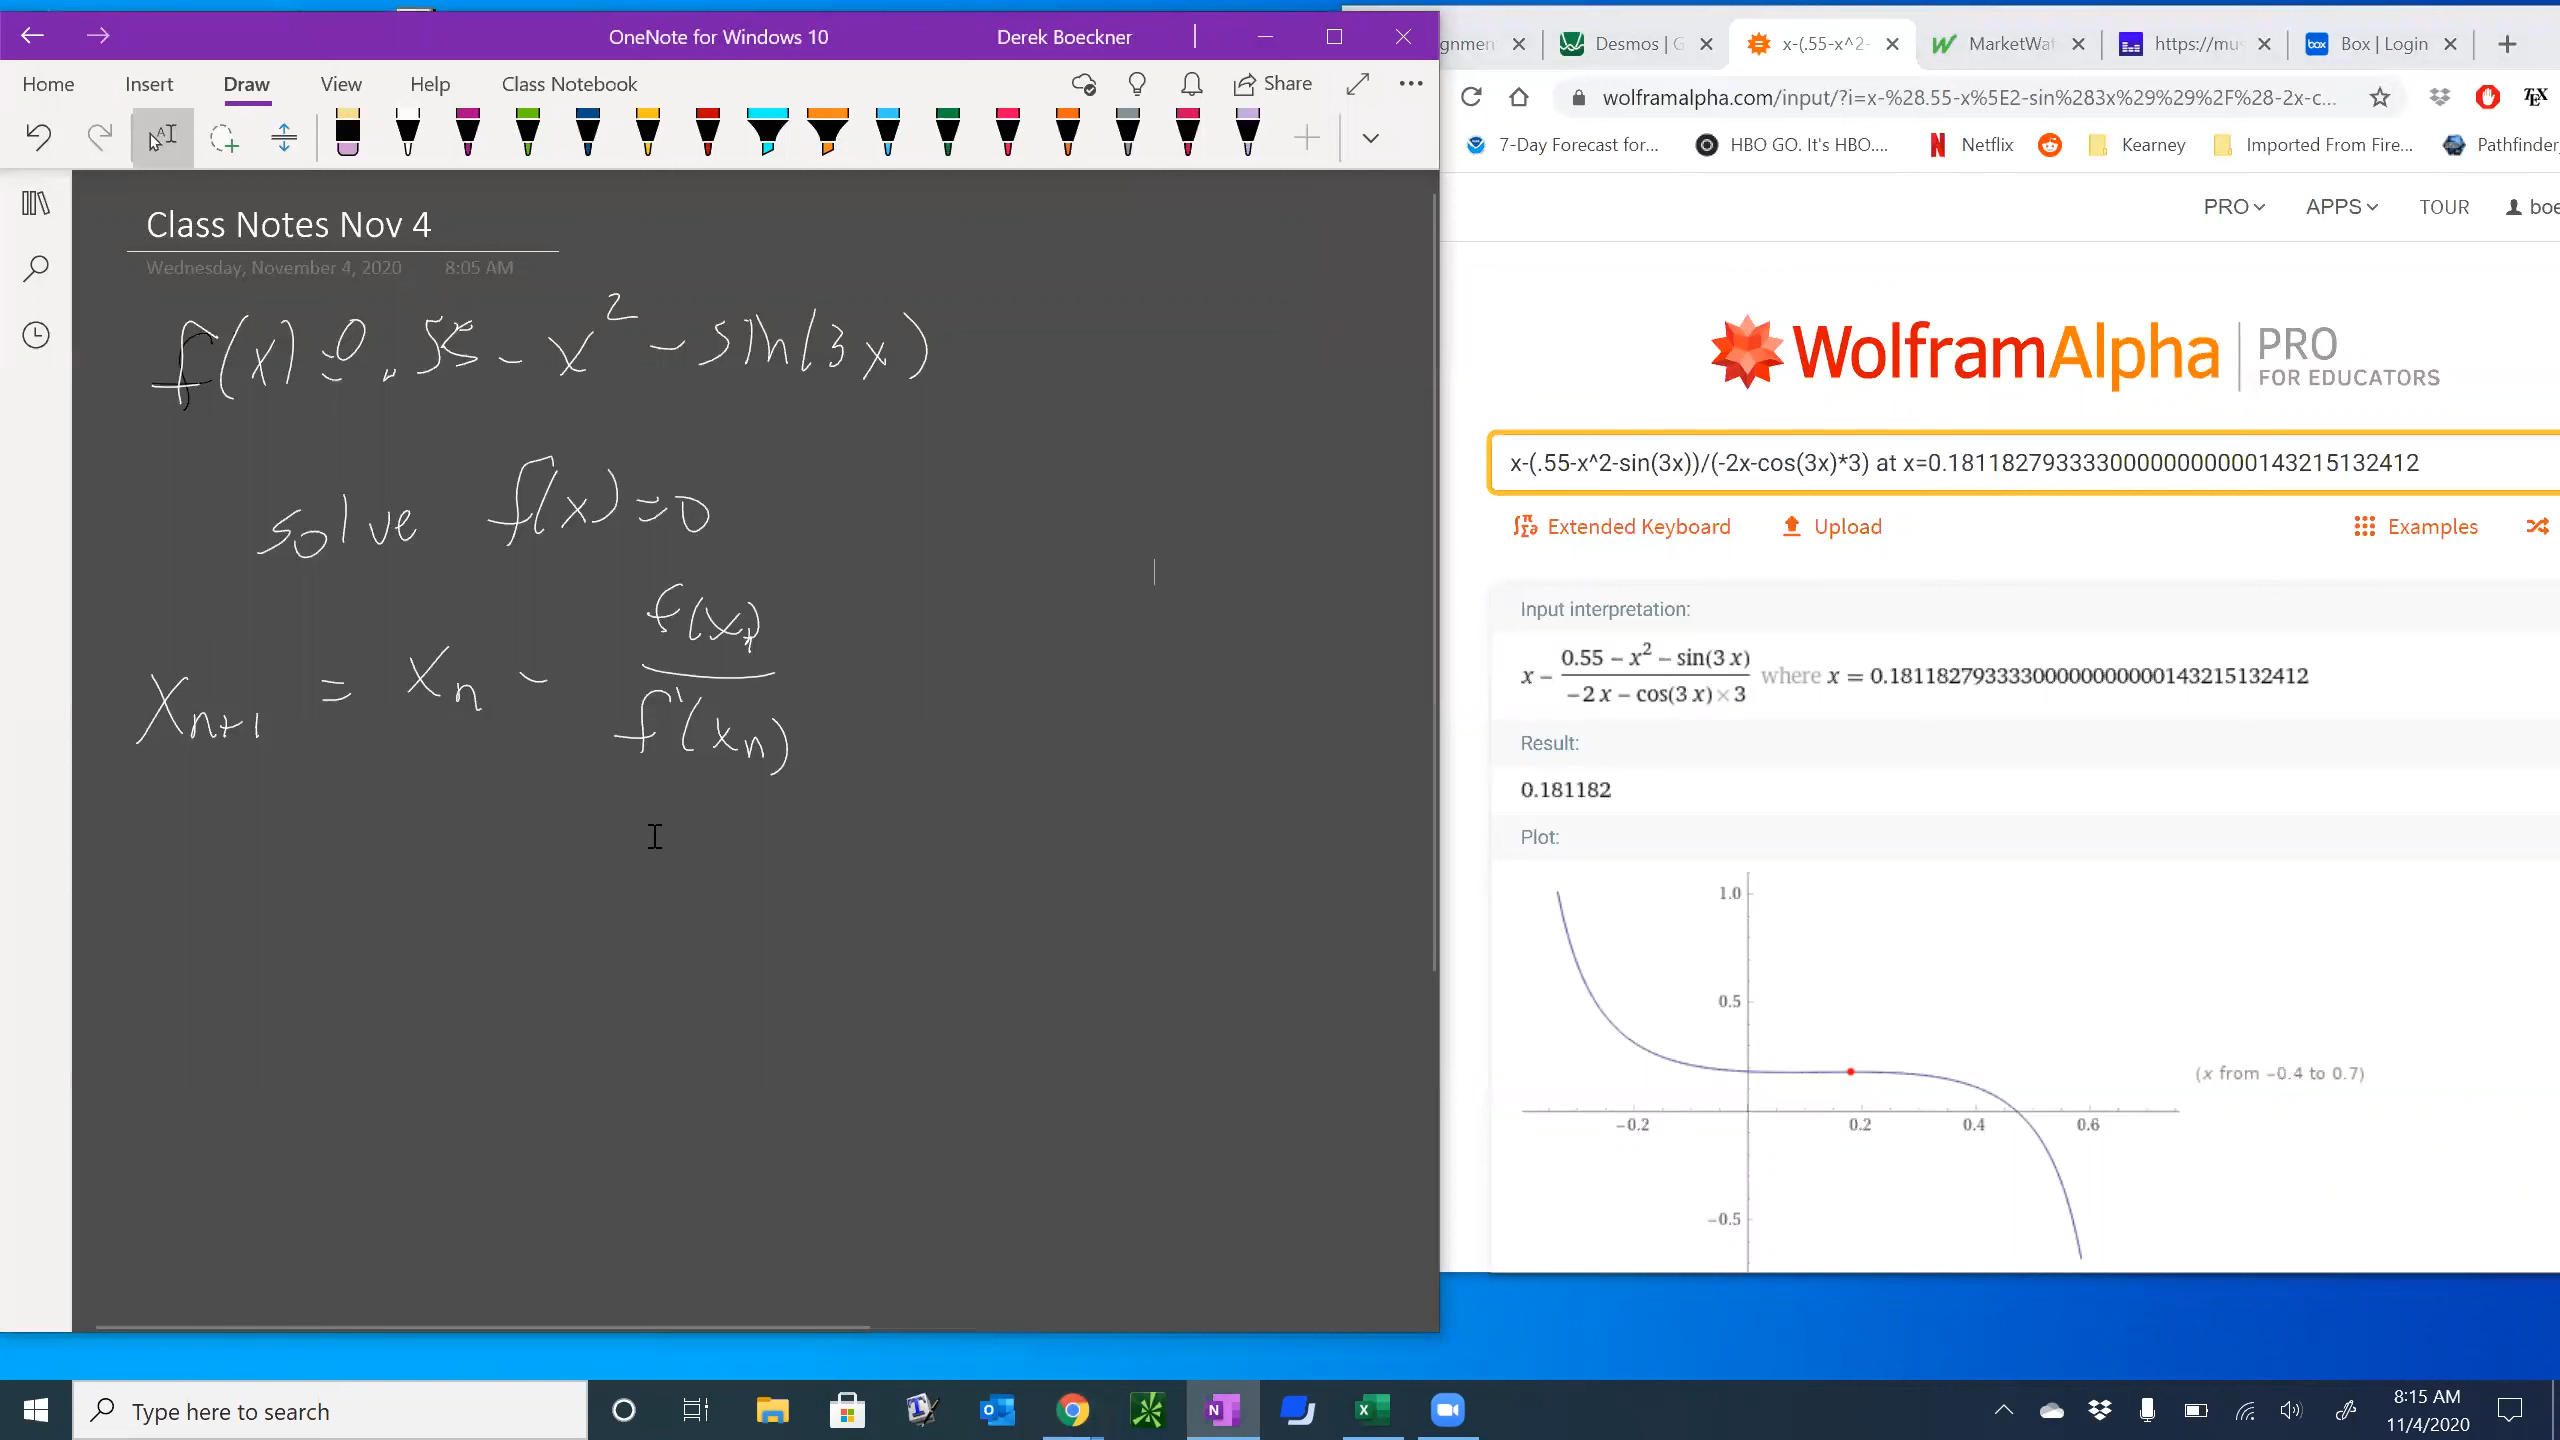 OneNote for Windows 10
Derek Boeckner
Home Insert Draw View Help Class Notebook Share
Class Notes Nov 4
Wednesday, November 4, 2020 8:05 AM
f(x) = 0.55 - x² - sin(3x)
solve f(x) = 0
Xn+1 = Xn - f(xn) / f'(xn)
Desmos | G
x-(.55-x^2-
MarketWat
https://mus
Box | Login
wolframalpha.com/input/?i=x-%28.55-x%5E2-sin%283x%29%29%2F%28-2x-c...
7-Day Forecast for... HBO GO. It's HBO.... Netflix Kearney Imported From Fire... Pathfinder
PRO APPS TOUR boe
WolframAlpha PRO
FOR EDUCATORS
x-(.55-x^2-sin(3x))/(-2x-cos(3x)*3) at x=0.18118279333300000000000143215132412
Extended Keyboard Upload Examples
Input interpretation:
x - (0.55 - x² - sin(3 x)) / (-2 x - cos(3 x)×3) where
Result:
0.181182
Plot:
1.0
0.5
(x from -0.4 to 0.7)
-0.2 0.2 0.4 0.6
-0.5
Type here to search
8:15 AM
11/4/2020